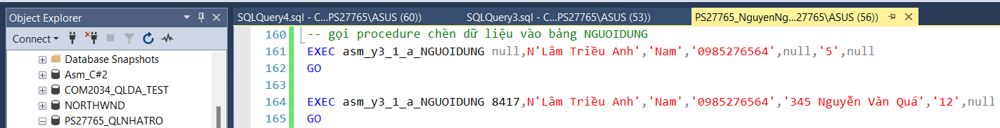 Object Explorer
Connect
Database Snapshots
Asm_C#2
COM2034_QLDA_TEST
NORTHWND
PS27765_QLNHATRO
SQLQuery4.sql - C...PS27765\ASUS (60))
SQLQuery3.sql - C...PS27765\ASUS (53))
PS27765_NguyenNg...27765\ASUS (56))
160 -- gọi procedure chèn dữ liệu vào bảng NGUOIDUNG
161 EXEC asm_y3_1_a_NGUOIDUNG null,N'Lâm Triều Anh','Nam','0985276564',null,'5',null
162 GO
163
164 EXEC asm_y3_1_a_NGUOIDUNG 8417,N'Lâm Triều Anh','Nam','0985276564','345 Nguyễn Văn Quá','12',null
165 GO